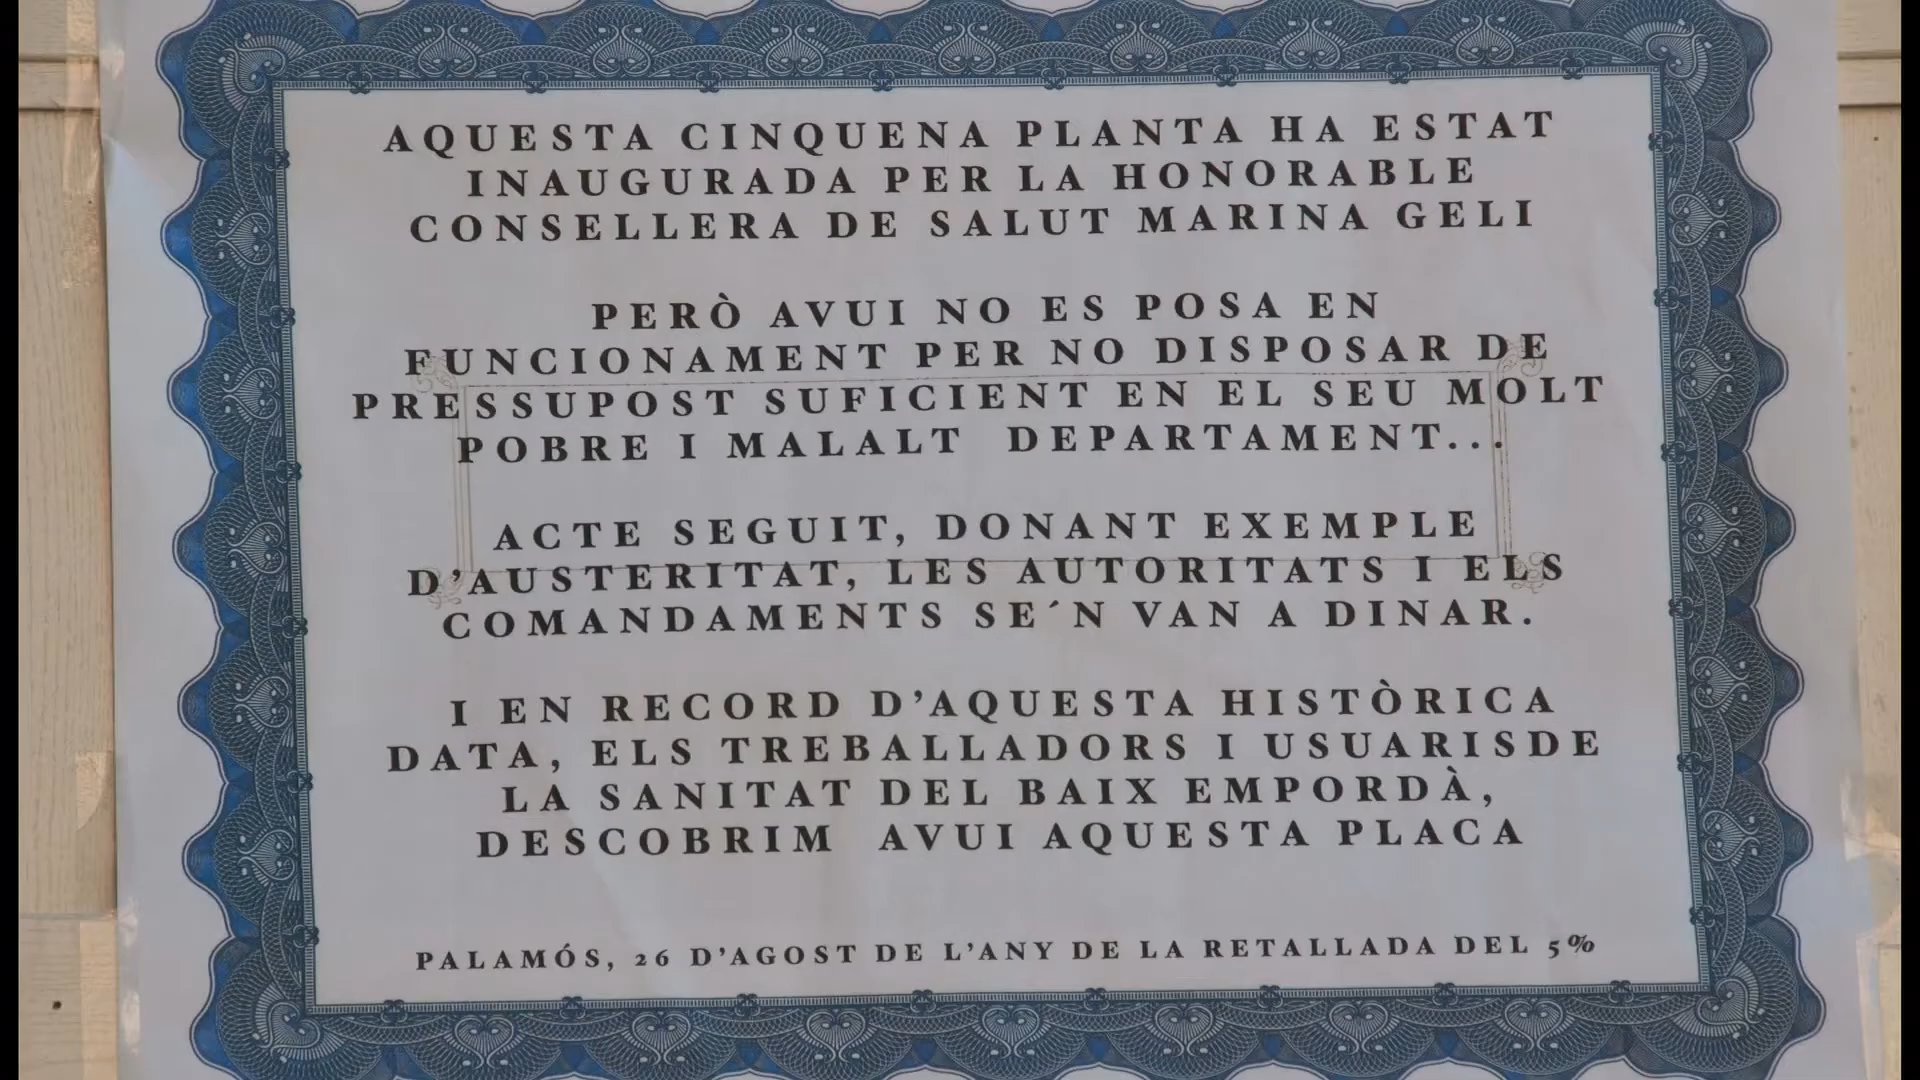 AQUESTA CINQUENA PLANTA HA ESTAT
INAUGURADA PER LA HONORABLE
CONSELLERA DE SALUT MARINA GELI
PERÒ AVUI NO ES POSA EN
FUNCIONAMENT PER NO DISPOSAR DE
PRESSUPOST SUFICIENT EN EL SEU MOLT
POBRE I MALALT DEPARTAMENT...
ACTE SEGUIT, DONANT EXEMPLE
D'AUSTERITAT, LES AUTORITATS I ELS
COMANDAMENTS SE´N VAN A DINAR.
I EN RECORD D'AQUESTA HISTÒRICA
DATA, ELS TREBALLADORS I USUARISDE
LA SANITAT DEL BAIX EMPORDÀ,
DESCOBRIM AVUI AQUESTA PLACA
PALAMÓS, 26 D'AGOST DE L'ANY DE LA RETALLADA DEL 5%